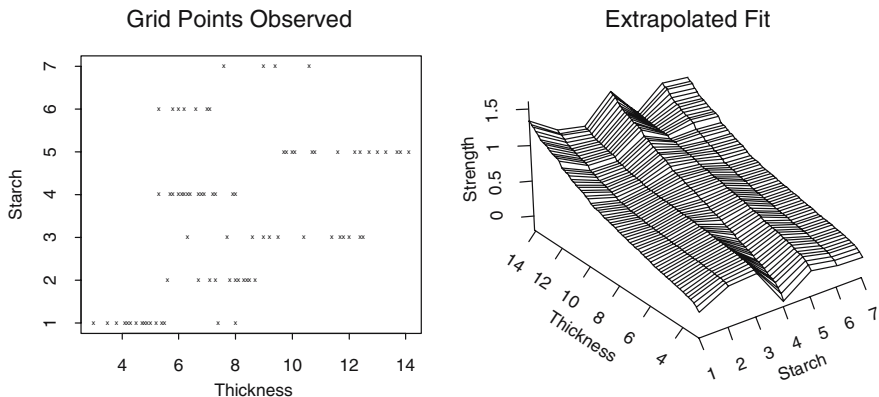 Grid Points Observed
Starch
7
6
5
4
3
2
1
4 6 8 10 12 14
Thickness
Extrapolated Fit
Strength
1.5
1
0.5
0
14 12 10 8 6 4
Thickness
1 2 3 4 5 6 7
Starch